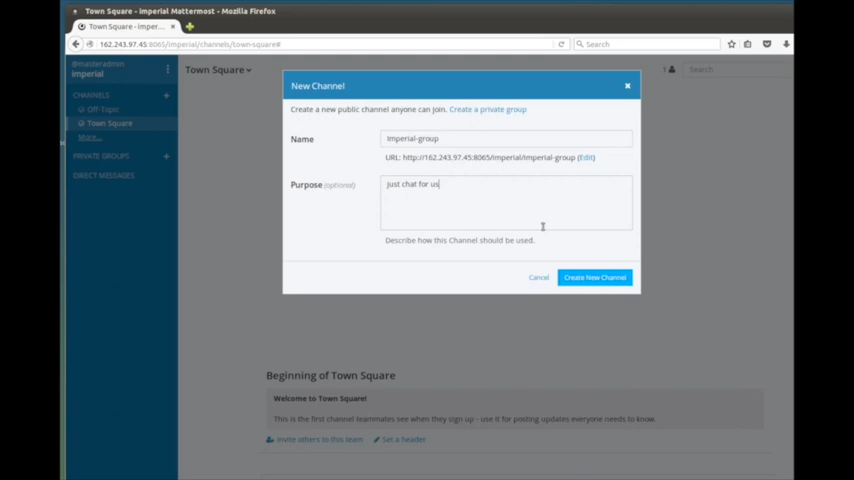 Town Square - imperial Mattermost - Mozilla Firefox
Town Square - imper...
162.243.97.45:8065/imperial/channels/town-square#
Search
@masteradmin
imperial
Town Square
1
Search
CHANNELS
Off-Topic
Town Square
More...
PRIVATE GROUPS
DIRECT MESSAGES
New Channel
Create a new public channel anyone can join. Create a private group
Name
Imperial-group
URL: http://162.243.97.45:8065/imperial/imperial-group (Edit)
Purpose (optional)
Just chat for us
Describe how this Channel should be used.
Cancel
Create New Channel
Beginning of Town Square
Welcome to Town Square!
This is the first channel teammates see when they sign up - use it for posting updates everyone needs to know.
Invite others to this team
Set a header